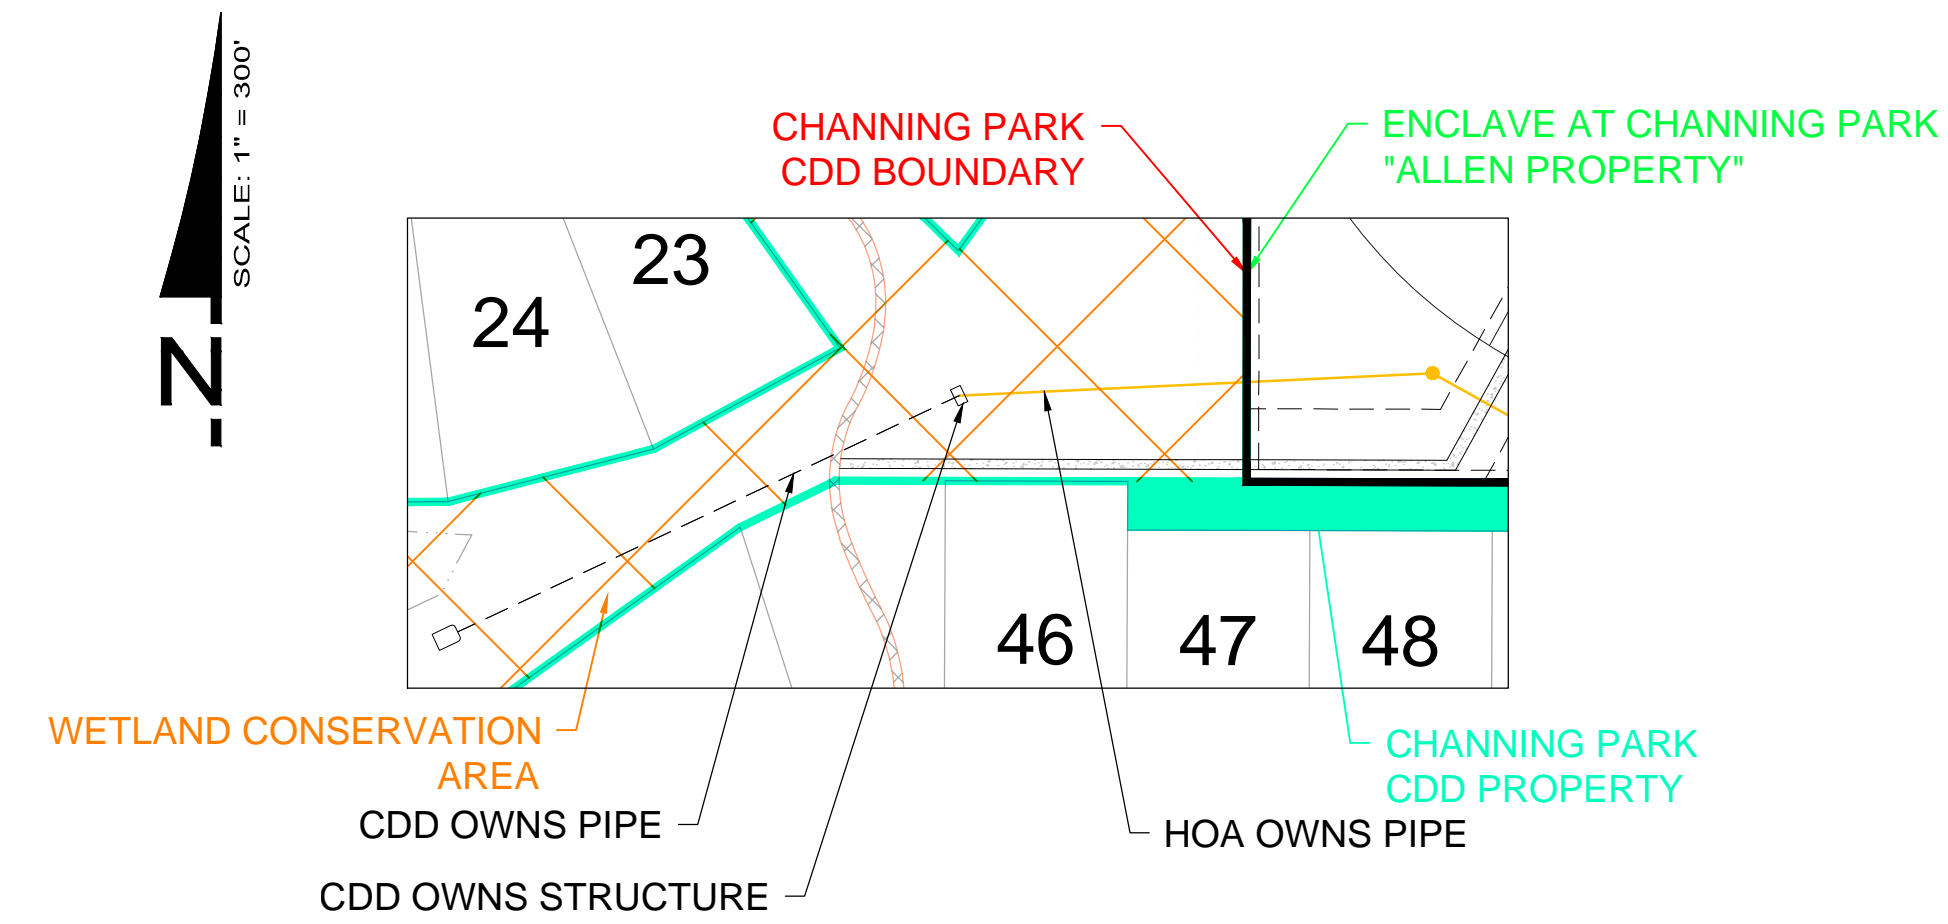 SCALE: 1" = 300'
N
CHANNING PARK
CDD BOUNDARY
ENCLAVE AT CHANNING PARK
"ALLEN PROPERTY"
23
24
46
47
48
WETLAND CONSERVATION
AREA
CHANNING PARK
CDD PROPERTY
CDD OWNS PIPE
HOA OWNS PIPE
CDD OWNS STRUCTURE